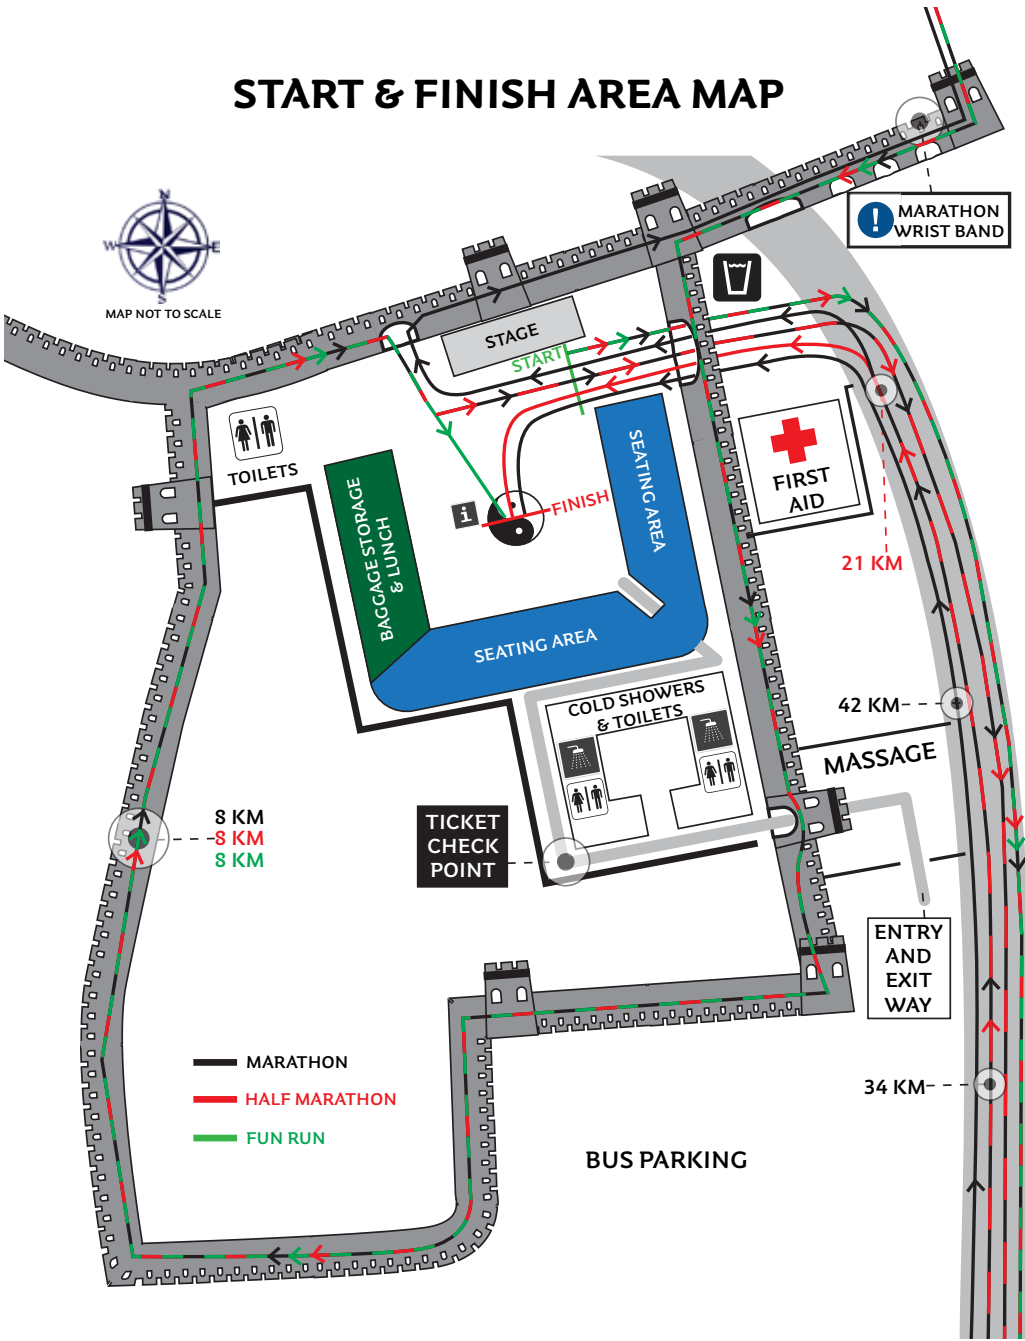 START & FINISH AREA MAP
N
W
E
S
MAP NOT TO SCALE
!
MARATHON
WRIST BAND
STAGE
START
TOILETS
SEATING AREA
FIRST
AID
BAGGAGE STORAGE
& LUNCH
i
FINISH
21 KM
SEATING AREA
COLD SHOWERS
& TOILETS
42 KM
MASSAGE
8 KM
8 KM
8 KM
TICKET
CHECK
POINT
ENTRY
AND
EXIT
WAY
MARATHON
HALF MARATHON
FUN RUN
34 KM
BUS PARKING